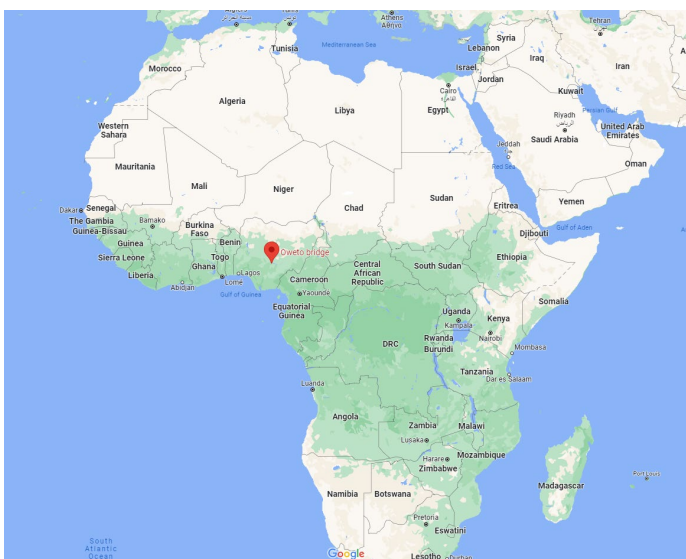 Tunisia
Athens
Αθήνα
Tehran
Syria
Mediterranean Sea
Lebanon
Iraq
Iran
Morocco
Israel
Jordan
Cairo
القاهرة
Kuwait
Algeria
Libya
Egypt
Persian Gulf
Western
Sahara
Riyadh
الرياض
United Arab
Emirates
Jeddah
Saudi Arabia
Red Sea
Oman
Mauritania
Mali
Niger
Chad
Sudan
Eritrea
Yemen
Dakar
Senegal
The Gambia
Guinea-Bissau
Bamako
Burkina
Faso
Djibouti
Gulf of Aden
Guinea
Benin
Oweto bridge
Sierra Leone
Togo
Ghana
Lagos
Liberia
Lome
Abidjan
Gulf of Guinea
Cameroon
Central
African
Republic
South Sudan
Ethiopia
Yaounde
Equatorial
Guinea
Somalia
Uganda
Kampala
Kenya
Nairobi
DRC
Rwanda
Burundi
Mombasa
Tanzania
Dar es Salaam
Luanda
Angola
Zambia
Malawi
Lusaka
Harare
Mozambique
Zimbabwe
Namibia
Botswana
Madagascar
Port Louis
Pretoria
Eswatini
South
Atlantic
Ocean
Google
Lesotho
Durban